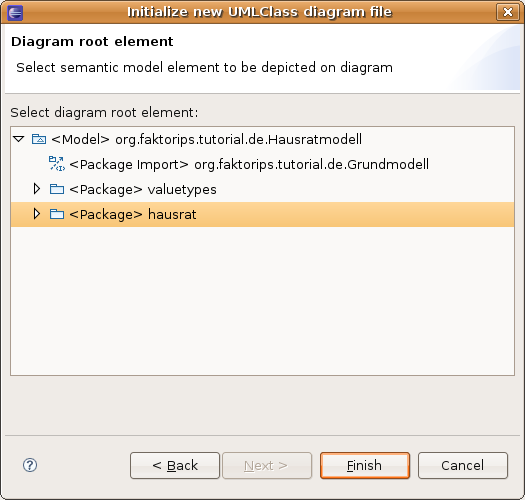 Initialize new UMLClass diagram file
Diagram root element
Select semantic model element to be depicted on diagram
Select diagram root element:
<Model> org.faktorips.tutorial.de.Hausratmodell
<Package Import> org.faktorips.tutorial.de.Grundmodell
<Package> valuetypes
<Package> hausrat
? < Back Next > Finish Cancel